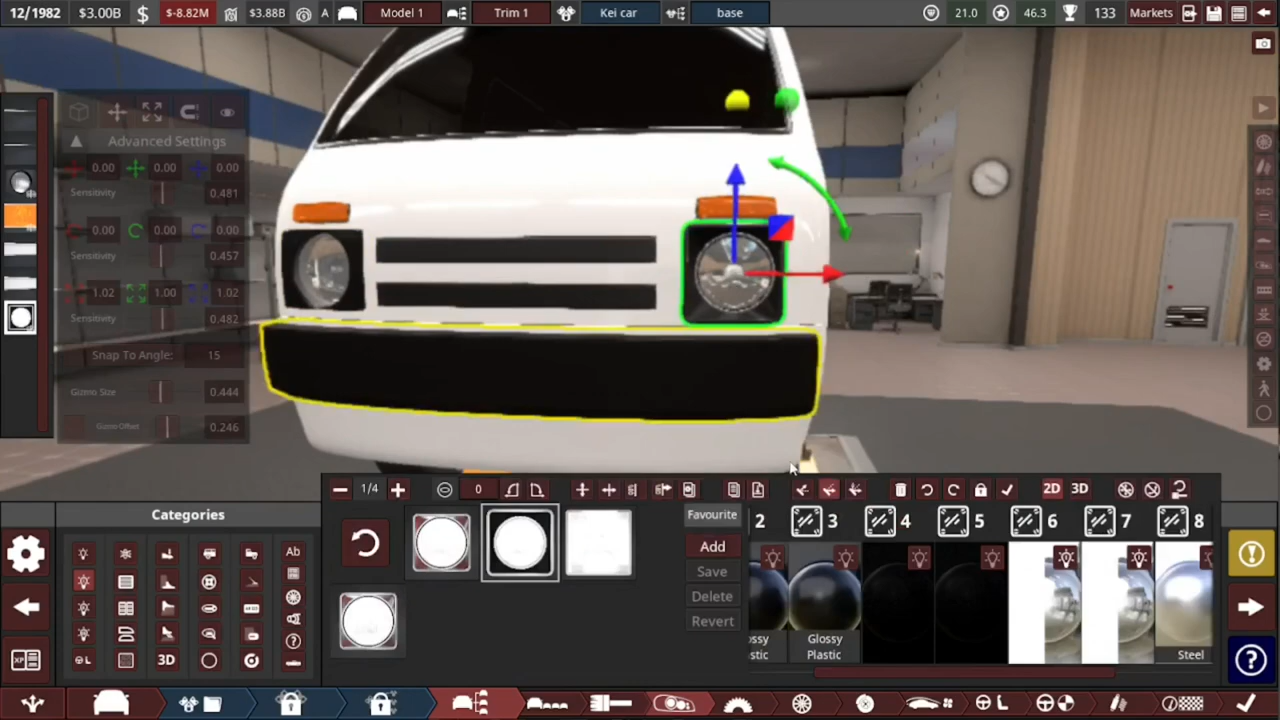 12/1982 $3.00B $ $-8.82M $3.88B A Model 1 Trim 1 Kei car base 21.0 46.3 133 Markets
Advanced Settings
0.00 0.00 0.00
Sensitivity 0.481
0.00 0.00 0.00
Sensitivity 0.457
1.02 1.00 1.02
Sensitivity 0.482
Snap To Angle: 15
Gizmo Size 0.444
Gizmo Offset 0.246
1/4 0 2D 3D
Categories
Favourite
Add
Save
Delete
Revert
2 3 4 5 6 7 8
Ab
L
3D
XP
Glossy Plastic
Steel
L